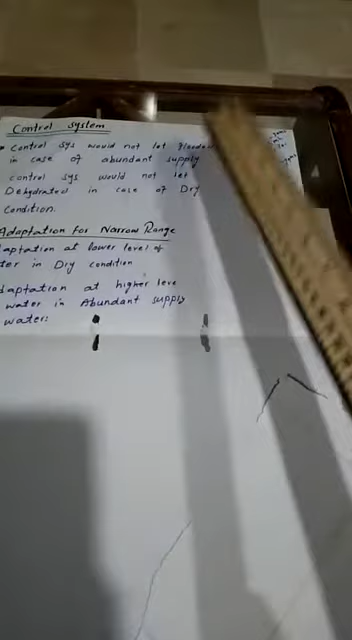 Control System
• Control sys would not let
in case of abundant supply
control sys would not let
Dehydrated in case of Dry
Condition.
Adaptation for Narrow Range
aptation at lower level of
ter in Dry condition
daptation at higher leve
water in Abundant supply
water: